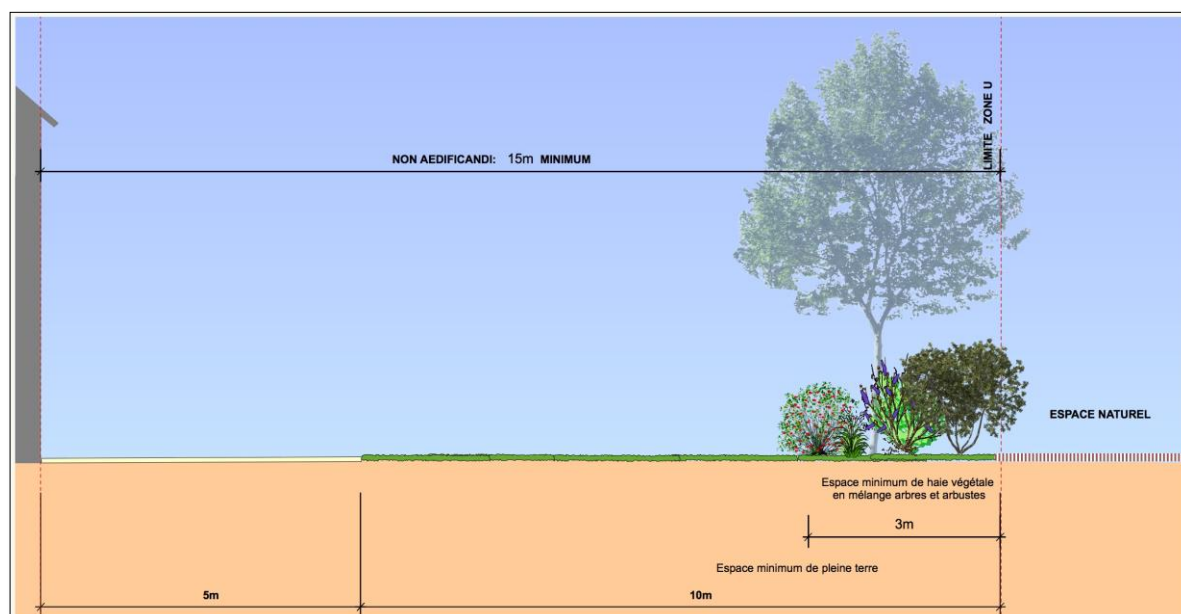 LIMITE ZONE U
NON AEDIFICANDI: 15m MINIMUM
ESPACE NATUREL
Espace minimum de haie végétale
en mélange arbres et arbustes
3m
Espace minimum de pleine terre
5m
10m